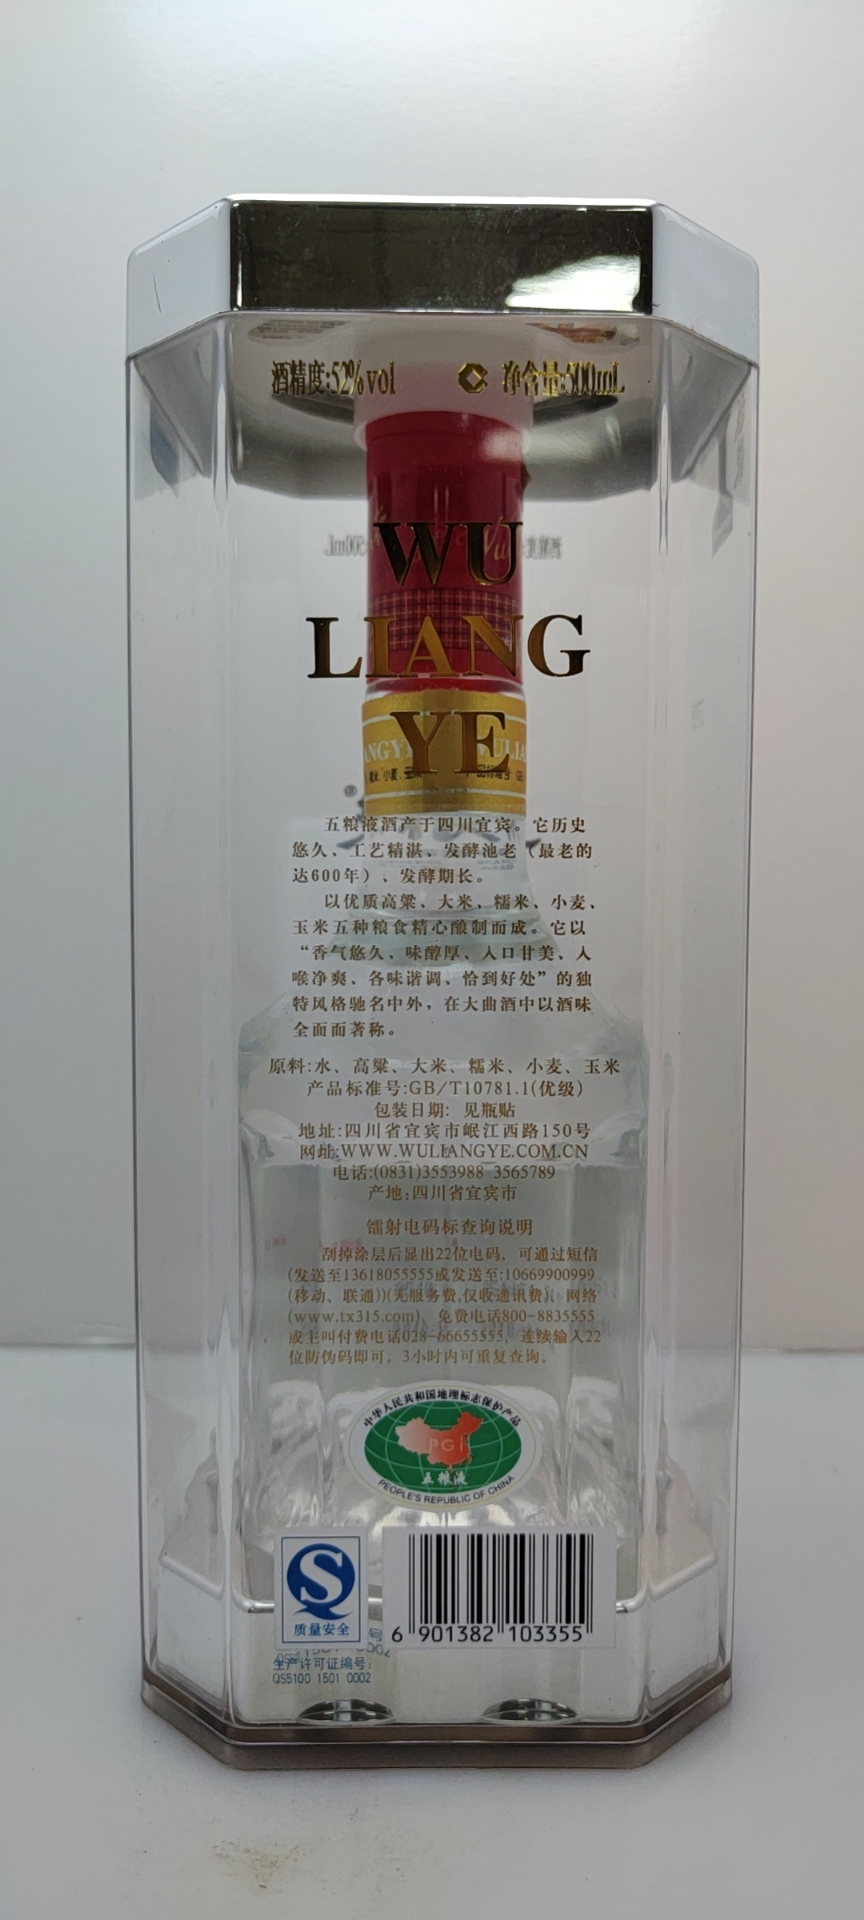 酒精度:52%vol 净含量:500mL
WU
LIANG
YE
五粮液酒产于四川宜宾。它历史
悠久、工艺精湛、发酵池老（最老的
达600年）、发酵期长。
以优质高粱、大米、糯米、小麦、
玉米五种粮食精心酿制而成。它以
“香气悠久、味醇厚、入口甘美、入
喉净爽、各味谐调、恰到好处”的独
特风格驰名中外，在大曲酒中以酒味
全面而著称。
原料:水、高粱、大米、糯米、小麦、玉米
产品标准号:GB/T10781.1(优级)
包装日期: 见瓶贴
地址:四川省宜宾市岷江西路150号
网址:WWW.WULIANGYE.COM.CN
电话:(0831)3553988 3565789
产地:四川省宜宾市
镭射电码标查询说明
刮掉涂层后显出22位电码，可通过短信
(发送至13618055555或发送至:10669900999
(移动、联通))(无服务费,仅收通讯费)、网络
(www.tx315.com)、免费电话800-8835555
或主叫付费电话028-66655555，连续输入22
位防伪码即可，3小时内可重复查询。
中华人民共和国地理标志保护产品
PGI
五粮液
PEOPLE'S REPUBLIC OF CHINA
质量安全
6 901382 103355
生产许可证编号:
QS5100 1501 0002